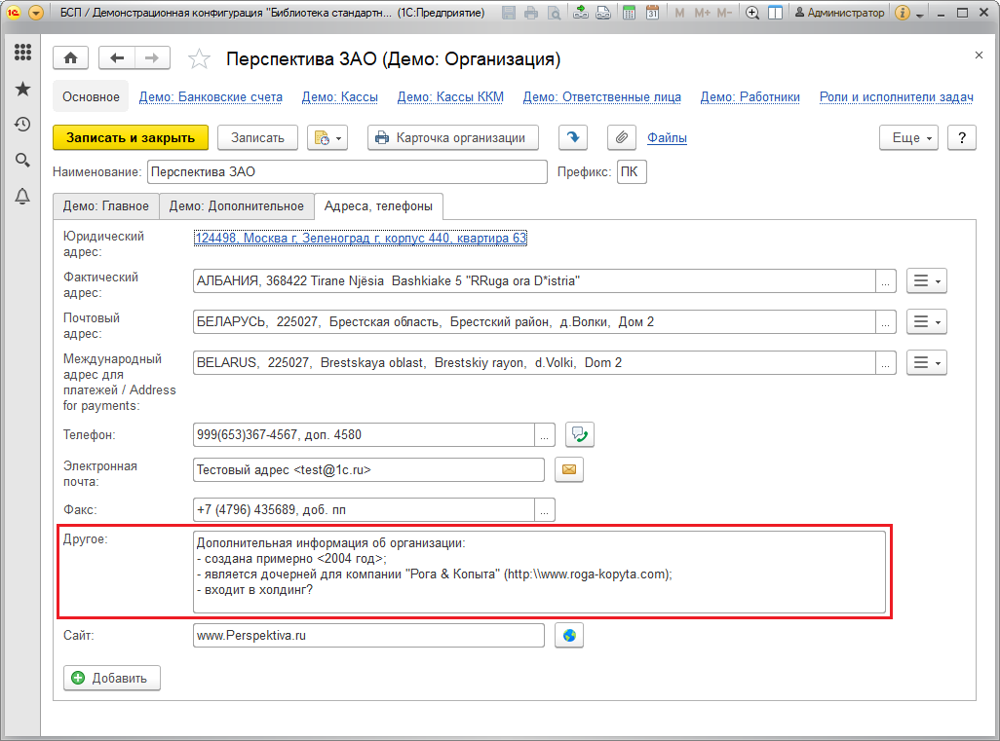 БСП / Демонстрационная конфигурация "Библиотека стандартн... (1С:Предприятие)
M M+ M- Администратор
Перспектива ЗАО (Демо: Организация)
Основное Демо: Банковские счета Демо: Кассы Демо: Кассы ККМ Демо: Ответственные лица Демо: Работники Роли и исполнители задач
Записать и закрыть Записать Карточка организации Файлы Еще ?
Наименование: Перспектива ЗАО Префикс: ПК
Демо: Главное Демо: Дополнительное Адреса, телефоны
Юридический адрес: 124498, Москва г, Зеленоград г, корпус 440, квартира 63
Фактический адрес: АЛБАНИЯ, 368422 Tirane Njësia Bashkiake 5 "RRuga ora D*istria" ...
Почтовый адрес: БЕЛАРУСЬ, 225027, Брестская область, Брестский район, д.Волки, Дом 2 ...
Международный адрес для платежей / Address for payments: BELARUS, 225027, Brestskaya oblast, Brestskiy rayon, d.Volki, Dom 2 ...
Телефон: 999(653)367-4567, доп. 4580 ...
Электронная почта: Тестовый адрес <test@1c.ru>
Факс: +7 (4796) 435689, доб. пп ...
Другое: Дополнительная информация об организации:
- создана примерно <2004 год>;
- является дочерней для компании "Рога & Копыта" (http:\\www.roga-kopyta.com);
- входит в холдинг?
Сайт: www.Perspektiva.ru
Добавить